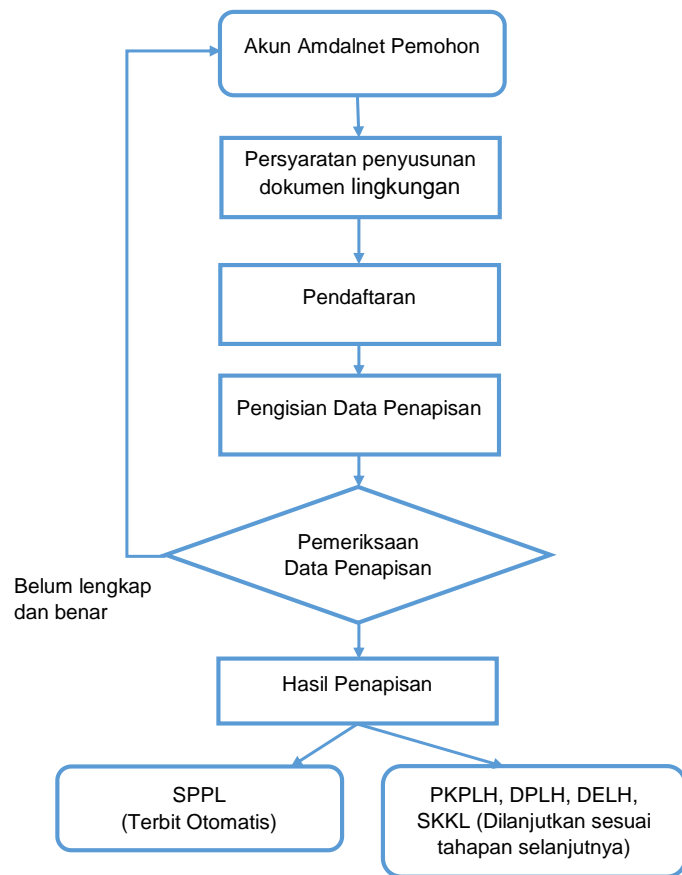 Akun Amdalnet Pemohon
Persyaratan penyusunan
dokumen lingkungan
Pendaftaran
Pengisian Data Penapisan
Pemeriksaan
Data Penapisan
Belum lengkap
dan benar
Hasil Penapisan
SPPL
(Terbit Otomatis)
PKPLH, DPLH, DELH,
SKKL (Dilanjutkan sesuai
tahapan selanjutnya)